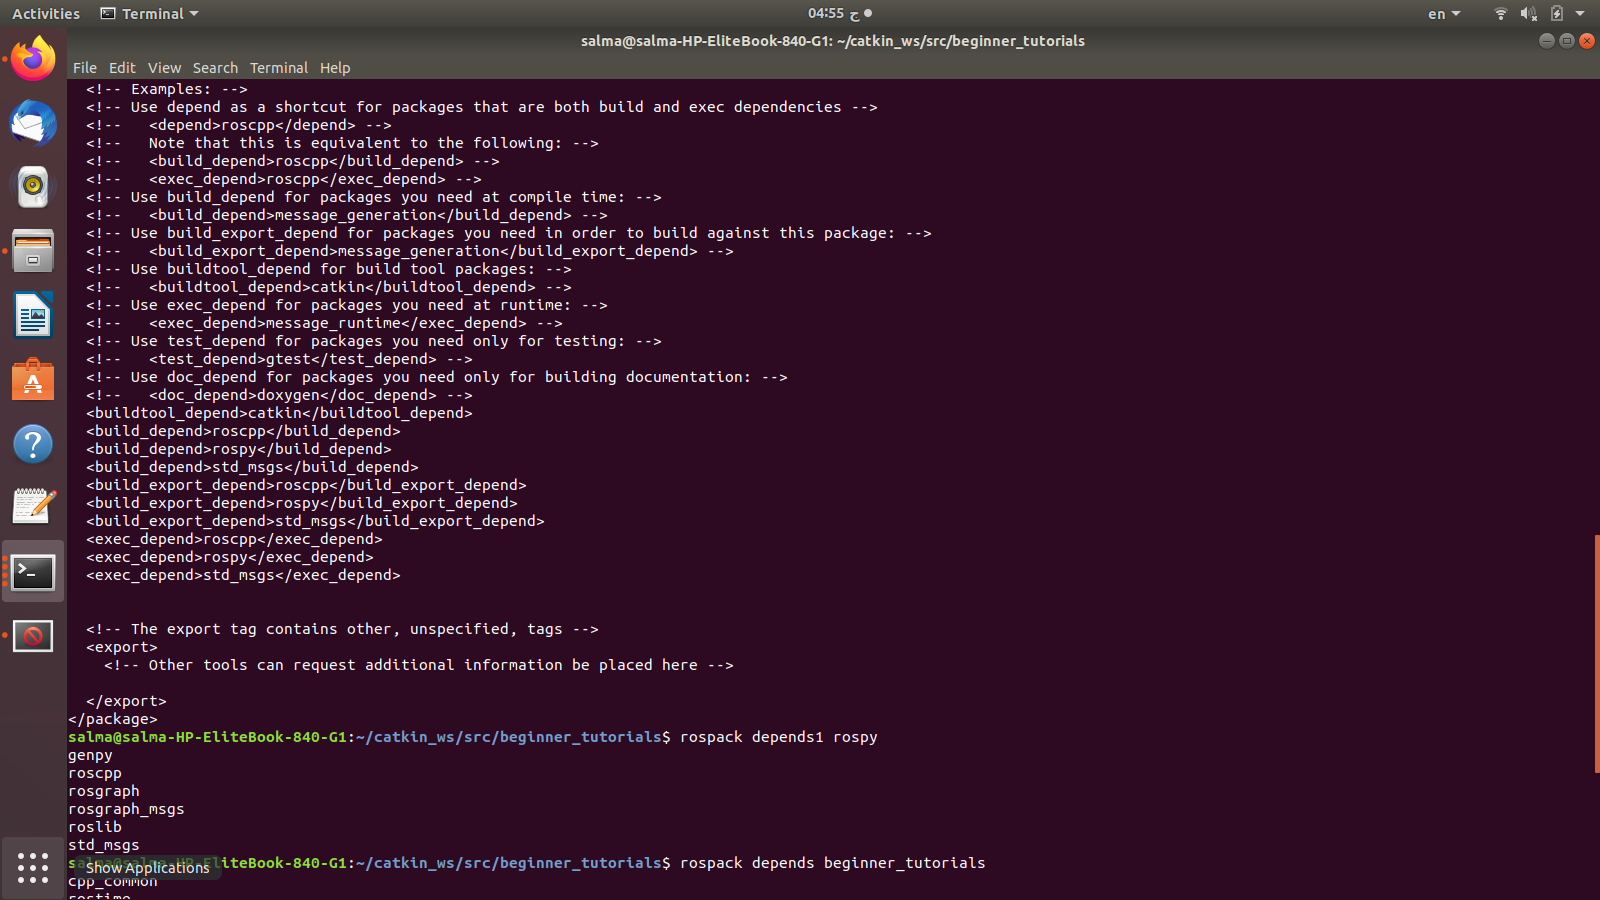 Activities Terminal 04:55 ح en
salma@salma-HP-EliteBook-840-G1: ~/catkin_ws/src/beginner_tutorials
File Edit View Search Terminal Help
<!-- Examples: -->
<!-- Use depend as a shortcut for packages that are both build and exec dependencies -->
<!--   <depend>roscpp</depend> -->
<!--   Note that this is equivalent to the following: -->
<!--   <build_depend>roscpp</build_depend> -->
<!--   <exec_depend>roscpp</exec_depend> -->
<!-- Use build_depend for packages you need at compile time: -->
<!--   <build_depend>message_generation</build_depend> -->
<!-- Use build_export_depend for packages you need in order to build against this package: -->
<!--   <build_export_depend>message_generation</build_export_depend> -->
<!-- Use buildtool_depend for build tool packages: -->
<!--   <buildtool_depend>catkin</buildtool_depend> -->
<!-- Use exec_depend for packages you need at runtime: -->
<!--   <exec_depend>message_runtime</exec_depend> -->
<!-- Use test_depend for packages you need only for testing: -->
<!--   <test_depend>gtest</test_depend> -->
<!-- Use doc_depend for packages you need only for building documentation: -->
<!--   <doc_depend>doxygen</doc_depend> -->
<buildtool_depend>catkin</buildtool_depend>
<build_depend>roscpp</build_depend>
<build_depend>rospy</build_depend>
<build_depend>std_msgs</build_depend>
<build_export_depend>roscpp</build_export_depend>
<build_export_depend>rospy</build_export_depend>
<build_export_depend>std_msgs</build_export_depend>
<exec_depend>roscpp</exec_depend>
<exec_depend>rospy</exec_depend>
<exec_depend>std_msgs</exec_depend>
<!-- The export tag contains other, unspecified, tags -->
<export>
<!-- Other tools can request additional information be placed here -->
</export>
</package>
salma@salma-HP-EliteBook-840-G1:~/catkin_ws/src/beginner_tutorials$ rospack depends1 rospy
genpy
roscpp
rosgraph
rosgraph_msgs
roslib
std_msgs
salma@salma-HP-EliteBook-840-G1:~/catkin_ws/src/beginner_tutorials$ rospack depends beginner_tutorials
Show Applications
cpp_common
rostime